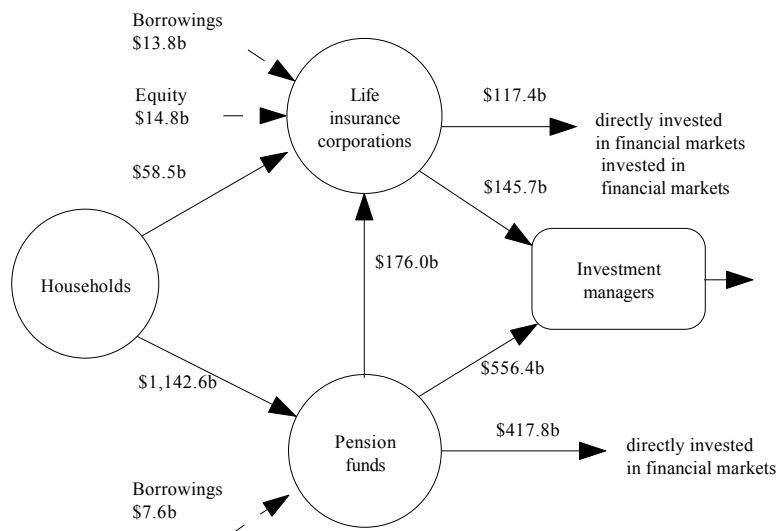 Borrowings
$13.8b
Equity
$14.8b
$58.5b
Life
insurance
corporations
$117.4b
directly invested
in financial markets
invested in
financial markets
$145.7b
Households
$176.0b
Investment
managers
$1,142.6b
$556.4b
Pension
funds
$417.8b
directly invested
in financial markets
Borrowings
$7.6b